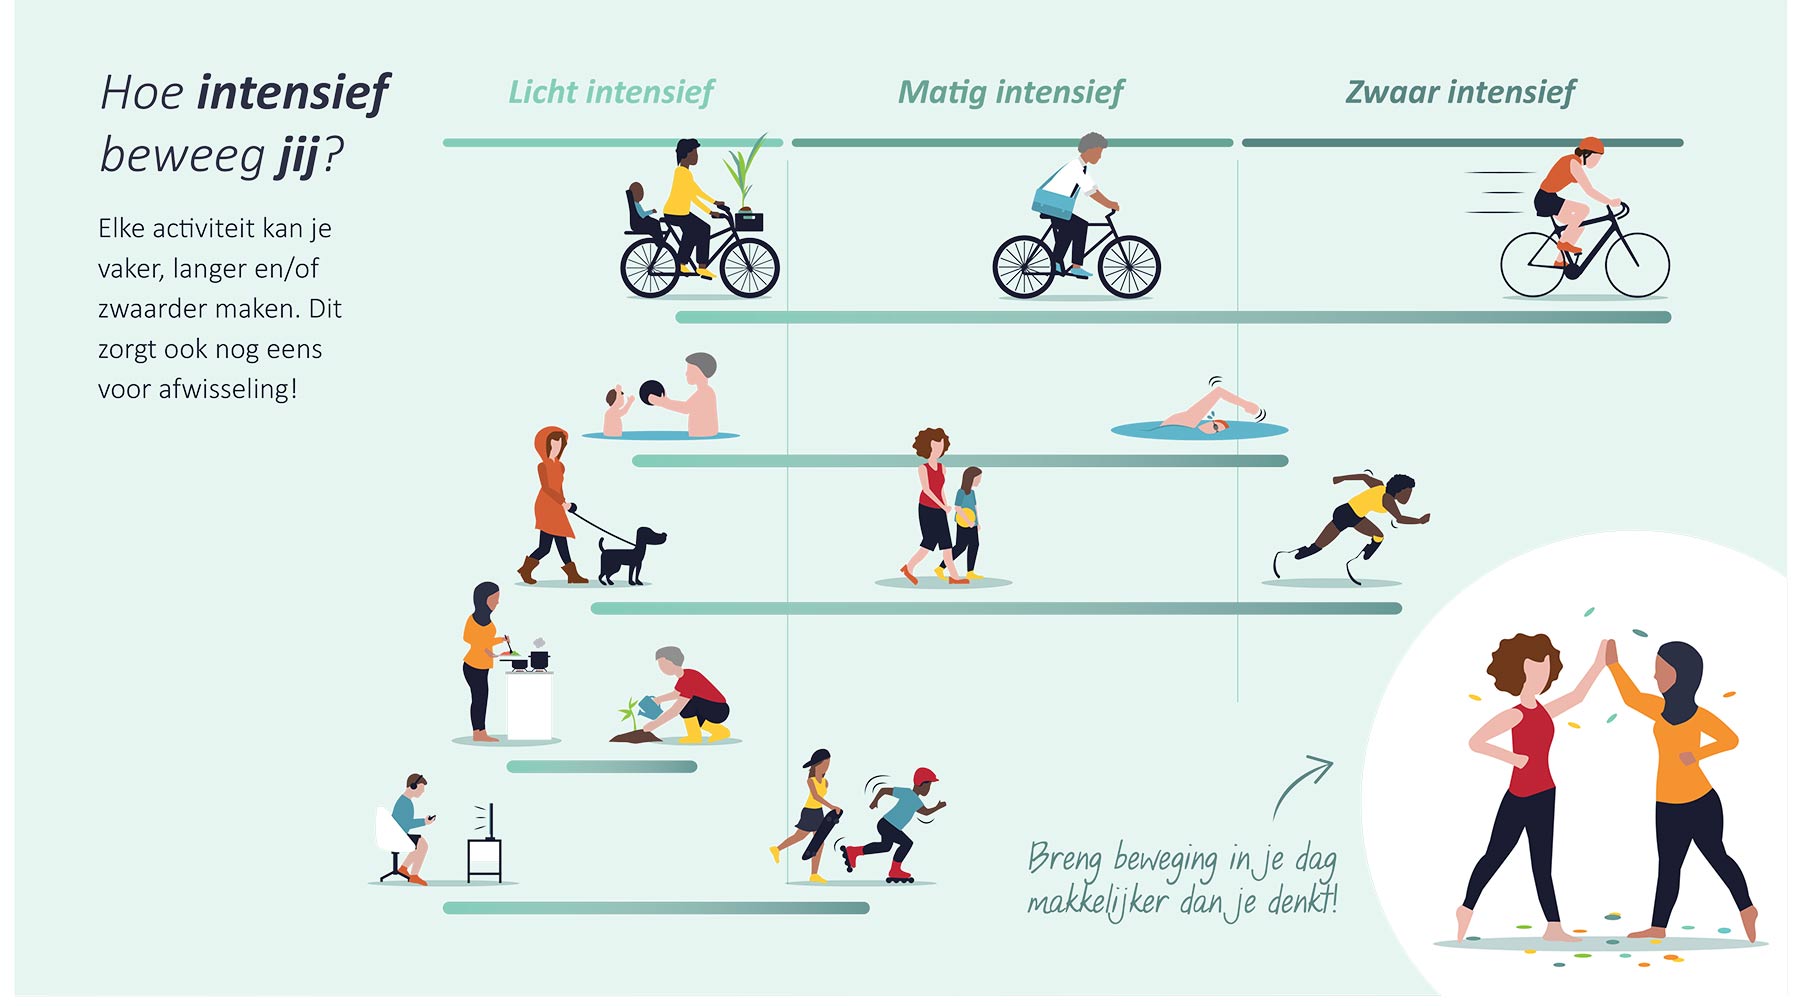 Hoe intensief
beweeg jij?
Elke activiteit kan je
vaker, langer en/of
zwaarder maken. Dit
zorgt ook nog eens
voor afwisseling!
Licht intensief
Matig intensief
Zwaar intensief
Breng beweging in je dag
makkelijker dan je denkt!